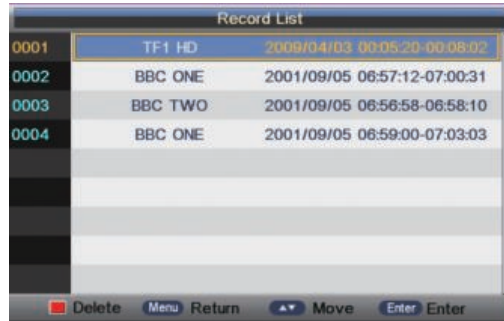 Record List
0001 TF1 HD 2009/04/03 00:05:20-00:08:02
0002 BBC ONE 2001/09/05 06:57:12-07:00:31
0003 BBC TWO 2001/09/05 06:56:58-06:58:10
0004 BBC ONE 2001/09/05 06:59:00-07:03:03
Delete Menu Return Move Enter Enter